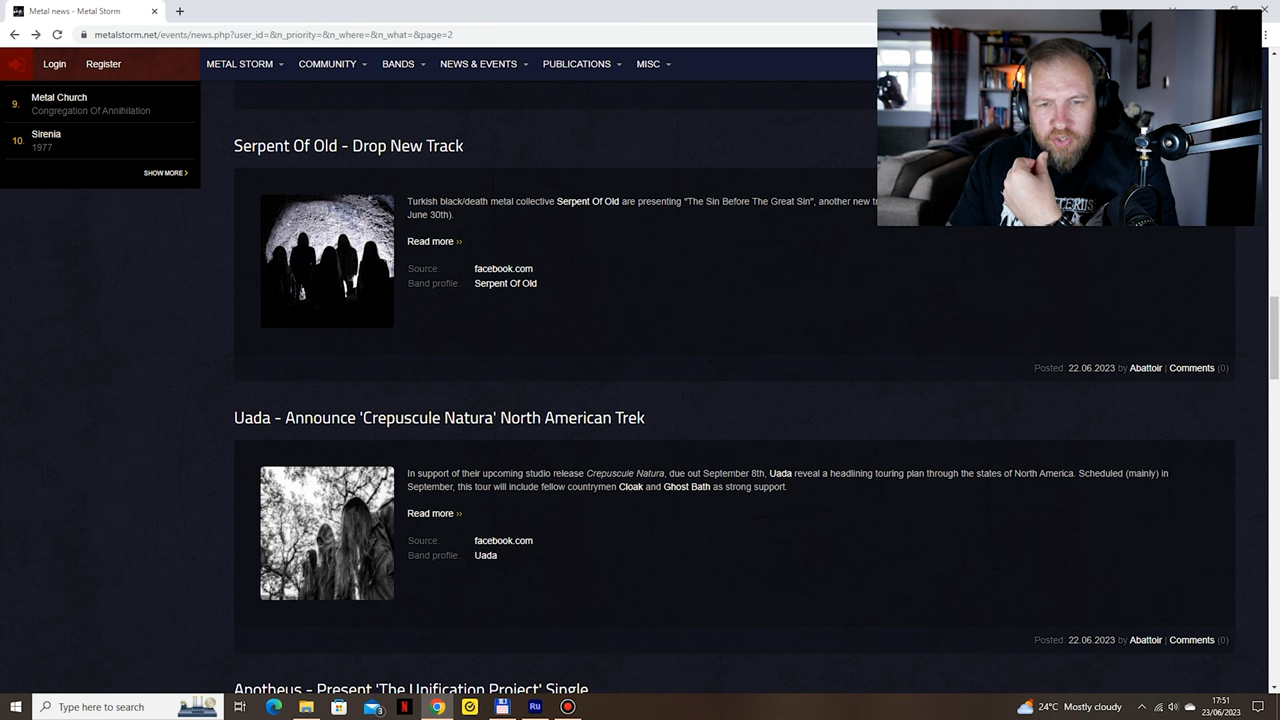 Metal news - Metal Storm
metalstorm.net/events/news.php?user_id=&n_priority=&n_where=&n_what=&page=2
Login
Register
METAL STORM
COMMUNITY
BANDS
NEWS & EVENTS
PUBLICATIONS
MISC
9.
Metal Church
Congregation Of Annihilation
10.
Sirenia
1977
SHOW MORE
Serpent Of Old - Drop New Track
Turkish black/death metal collective Serpent Of Old are presenting "The Sin Before The Great Sin", another new
June 30th).
Read more ››
Source: facebook.com
Band profile: Serpent Of Old
Posted: 22.06.2023 by Abattoir | Comments (0)
Uada - Announce 'Crepuscule Natura' North American Trek
In support of their upcoming studio release Crepuscule Natura, due out September 8th, Uada reveal a headlining touring plan through the states of North America. Scheduled (mainly) in
September, this tour will include fellow countrymen Cloak and Ghost Bath as strong support.
Read more ››
Source: facebook.com
Band profile: Uada
Posted: 22.06.2023 by Abattoir | Comments (0)
Apotheus - Present 'The Unification Project' Single
Type here to search
3
N
Ru
24°C Mostly cloudy
17:51
23/06/2023